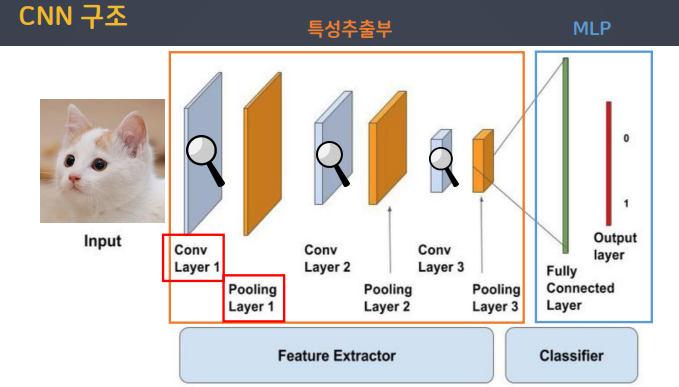 CNN 구조
특성추출부
MLP
Input
Conv
Layer 1
Pooling
Layer 1
Conv
Layer 2
Pooling
Layer 2
Conv
Layer 3
Pooling
Layer 3
Fully
Connected
Layer
0
1
Output
layer
Feature Extractor
Classifier